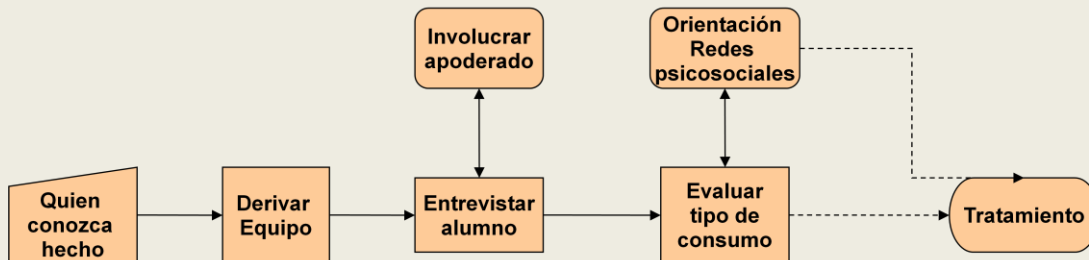 Involucrar
apoderado
Orientación
Redes
psicosociales
Quien
conozca
hecho
Derivar
Equipo
Entrevistar
alumno
Evaluar
tipo de
consumo
Tratamiento